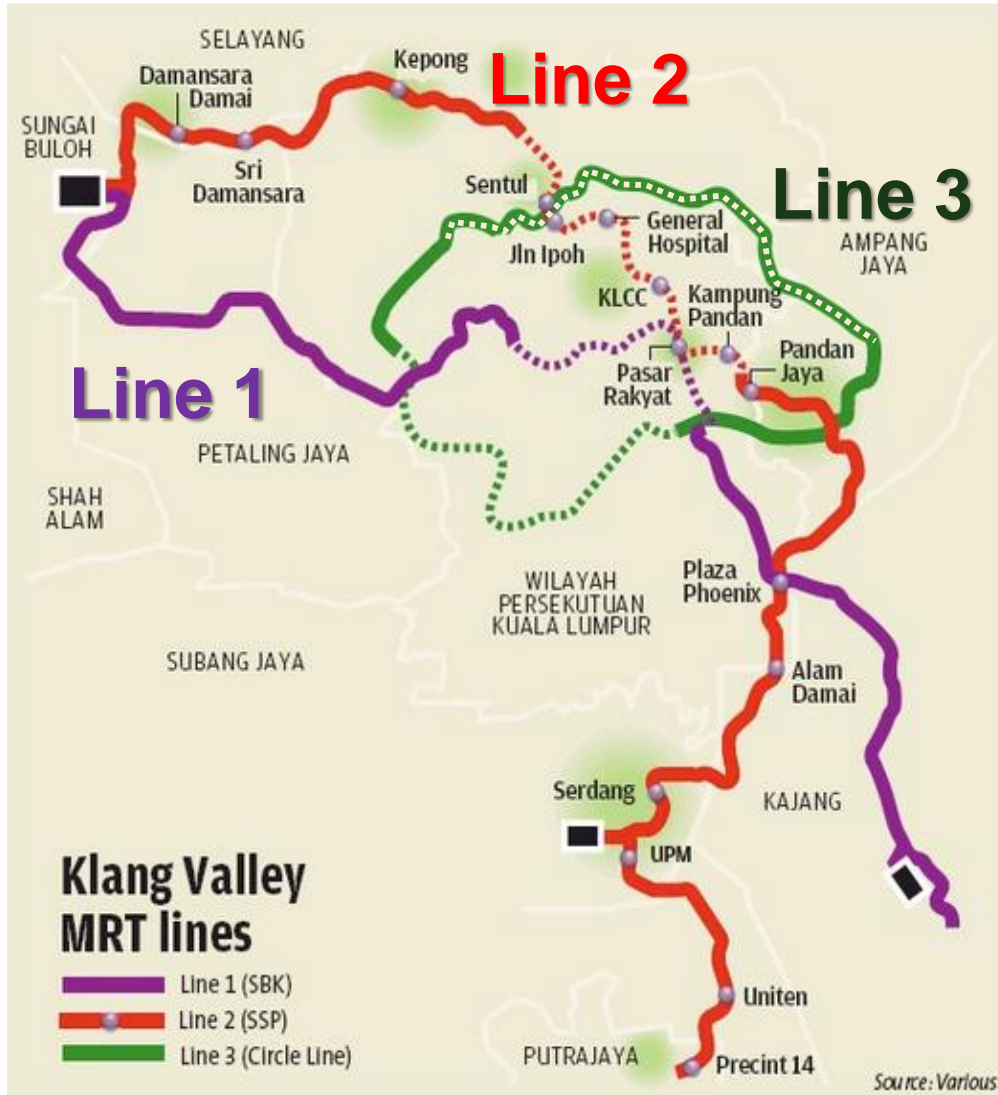 SELAYANG
Kepong
Line 2
Damansara
Damai
SUNGAI
BULOH
Sri
Damansara
Sentul
Line 3
General
Hospital
Jln Ipoh
AMPANG
JAYA
KLCC
Kampung
Pandan
Pandan
Jaya
Pasar
Rakyat
Line 1
PETALING JAYA
SHAH
ALAM
Plaza
Phoenix
WILAYAH
PERSEKUTUAN
KUALA LUMPUR
SUBANG JAYA
Alam
Damai
Serdang
KAJANG
UPM
Klang Valley
MRT lines
Line 1 (SBK)
Line 2 (SSP)
Line 3 (Circle Line)
Uniten
PUTRAJAYA
Precint 14
Source: Various